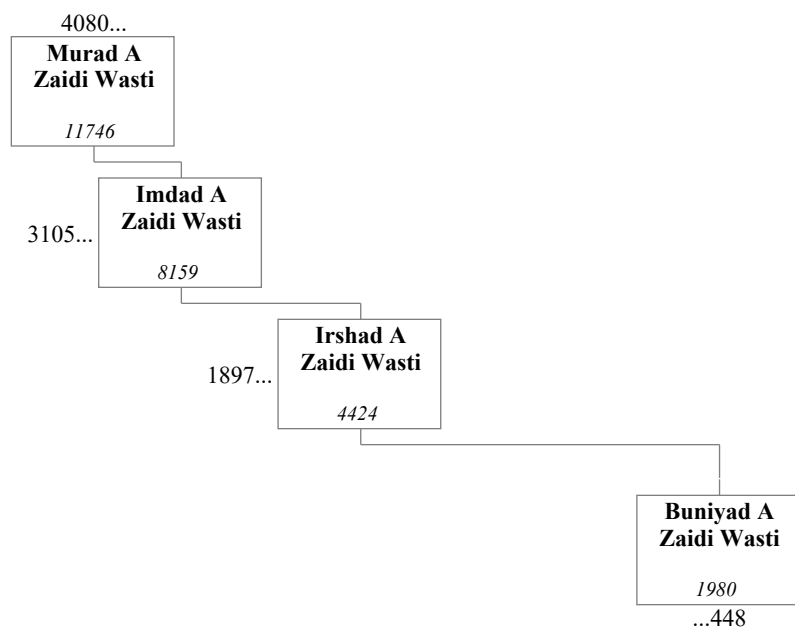 4080...
Murad A
Zaidi Wasti
11746
Imdad A
Zaidi Wasti
3105...
8159
Irshad A
Zaidi Wasti
1897...
4424
Buniyad A
Zaidi Wasti
1980
...448